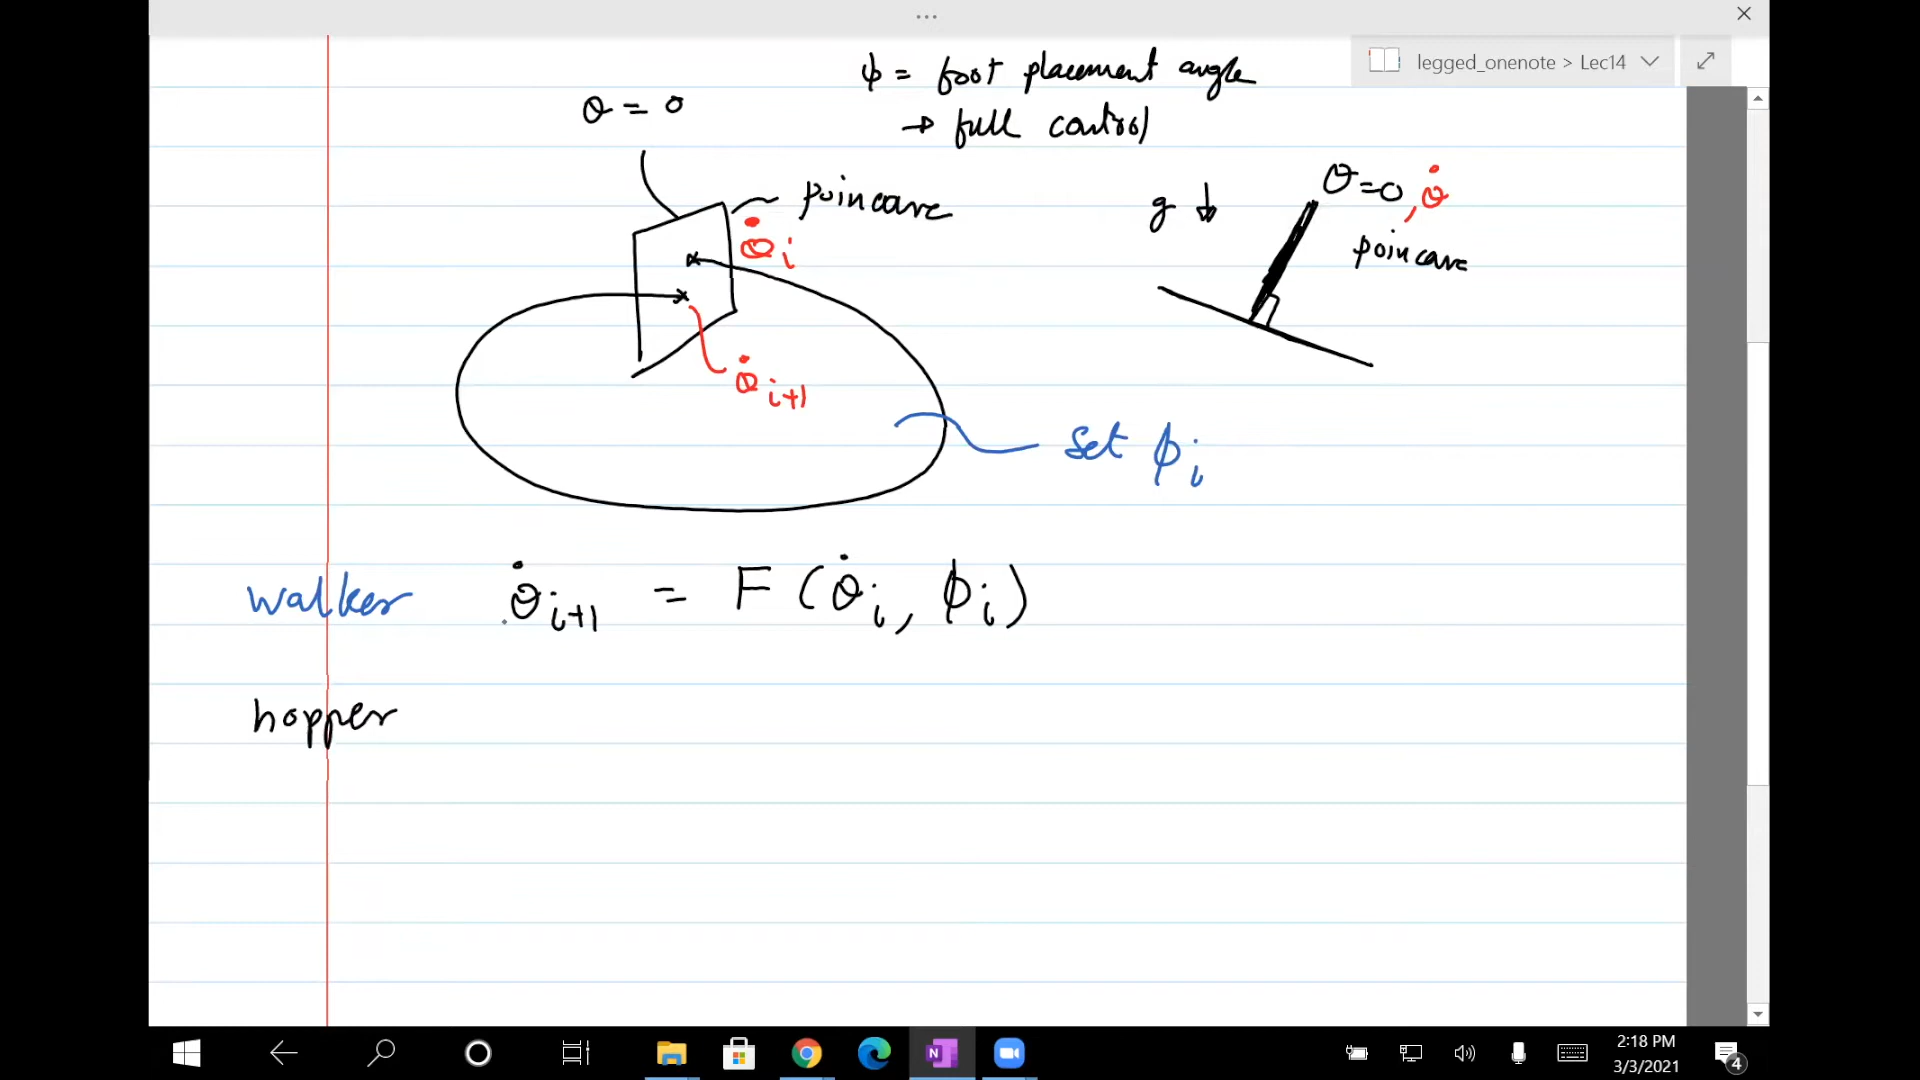 legged_onenote > Lec14
ϕ = foot placement angle
→ full control
θ = 0
poincare
θ̇ᵢ
θ̇ᵢ₊₁
g ↓
θ=0, θ̇
poincare
Set ϕᵢ
walker θ̇ᵢ₊₁ = F (θ̇ᵢ, ϕᵢ)
hopper
2:18 PM
3/3/2021
4